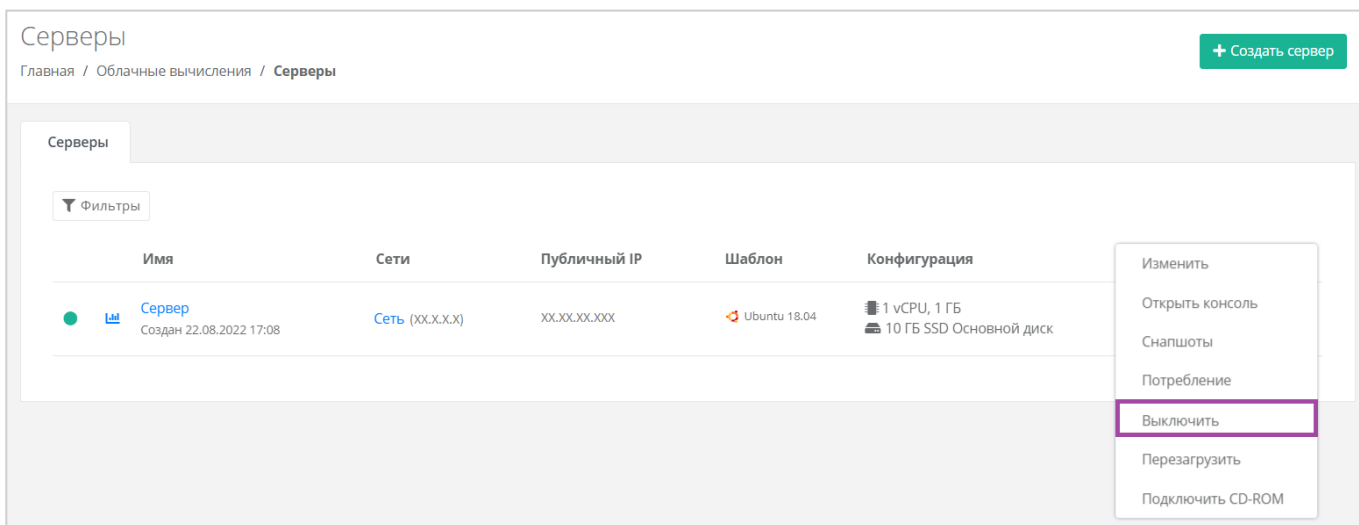 Серверы
+ Создать сервер
Главная / Облачные вычисления / Серверы
Серверы
Фильтры
Имя Сети Публичный IP Шаблон Конфигурация
Сервер
Создан 22.08.2022 17:08
Сеть (XX.X.X.X)
XX.XX.XX.XXX
Ubuntu 18.04
1 vCPU, 1 ГБ
10 ГБ SSD Основной диск
Изменить
Открыть консоль
Снапшоты
Потребление
Выключить
Перезагрузить
Подключить CD-ROM